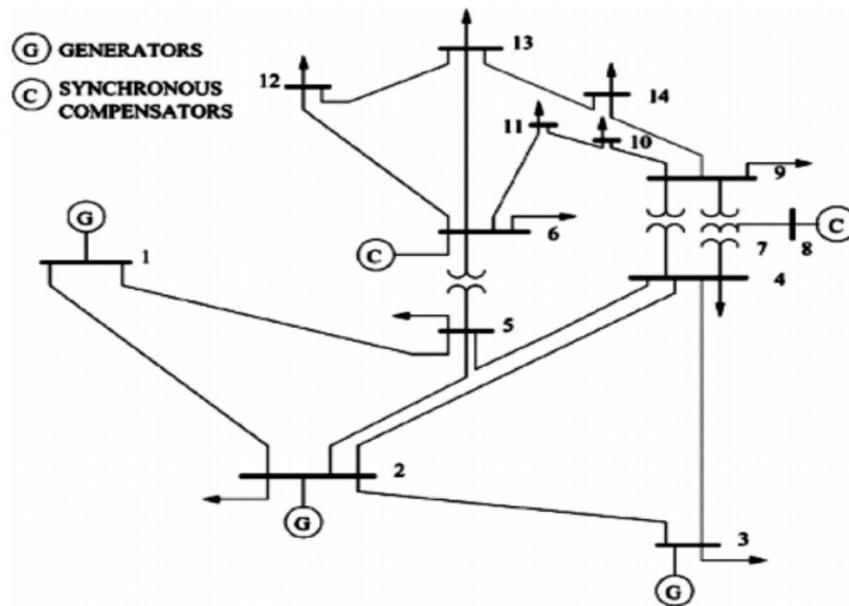 G GENERATORS
C SYNCHRONOUS
COMPENSATORS
13
12
14
11
10
9
G
6
C
7
8
C
1
4
5
2
G
3
G